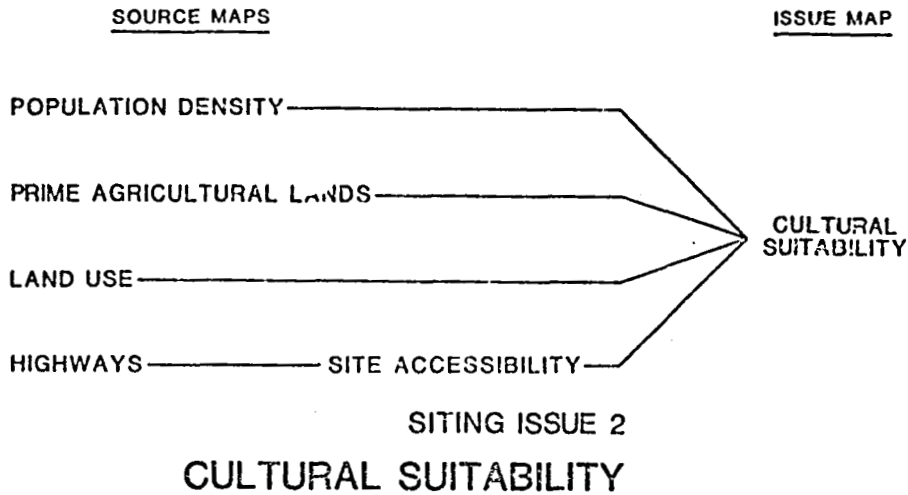 SOURCE MAPS
ISSUE MAP
POPULATION DENSITY
PRIME AGRICULTURAL LANDS
CULTURAL
SUITABILITY
LAND USE
HIGHWAYS
SITE ACCESSIBILITY
SITING ISSUE 2
CULTURAL SUITABILITY